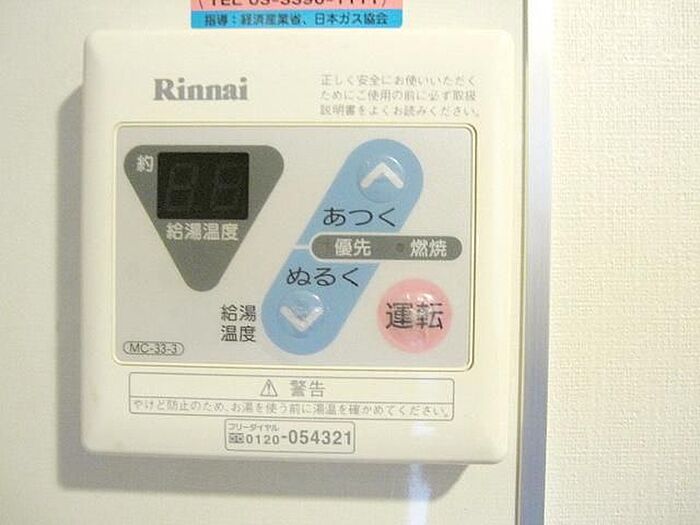 指導：経済産業省、日本ガス協会
Rinnai
正しく安全にお使いいただく
ためにご使用の前に必ず取扱
説明書をよくお読みください。
約
給湯温度
あつく
優先 燃焼
ぬるく
給湯
温度
運転
MC-33-3
警告
やけど防止のため、お湯を使う前に湯温を確かめてください。
フリーダイヤル
0120-054321